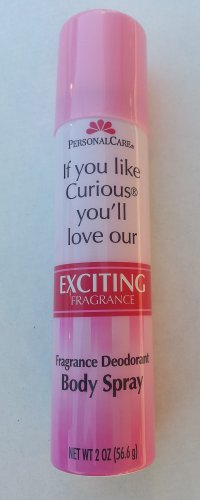 PERSONALCARE®
If you like
Curious®
you'll
love our
EXCITING
FRAGRANCE
Fragrance Deodorant
Body Spray
NET WT 2 OZ (56.6 g)